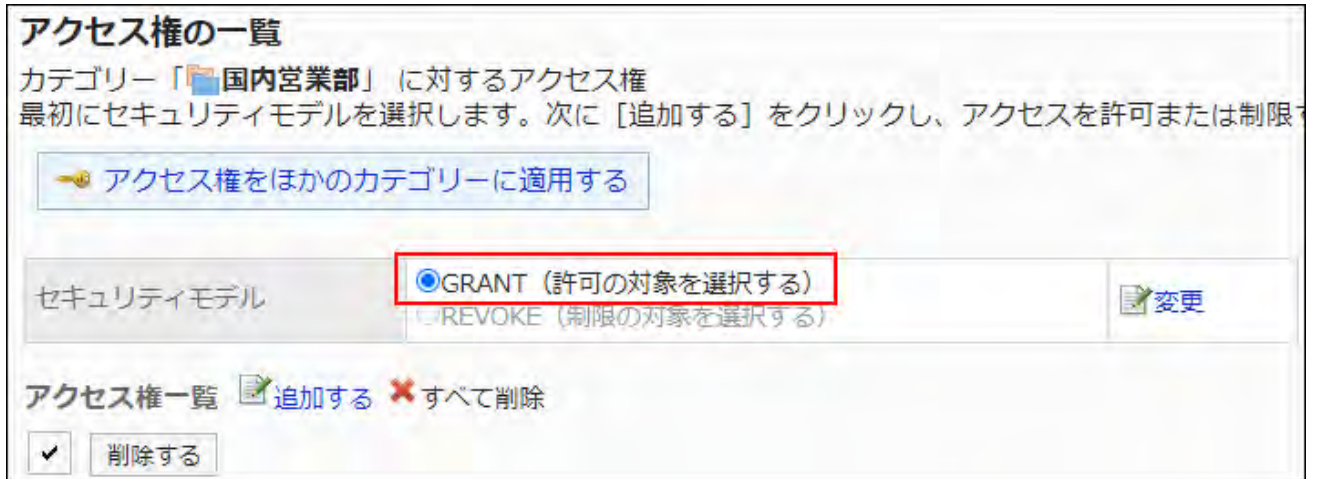 アクセス権の一覧
カテゴリー「国内営業部」 に対するアクセス権
最初にセキュリティモデルを選択します。次に［追加する］をクリックし、アクセスを許可または制限す
アクセス権をほかのカテゴリーに適用する
セキュリティモデル
GRANT（許可の対象を選択する）
REVOKE（制限の対象を選択する）
変更
アクセス権一覧 追加する すべて削除
削除する